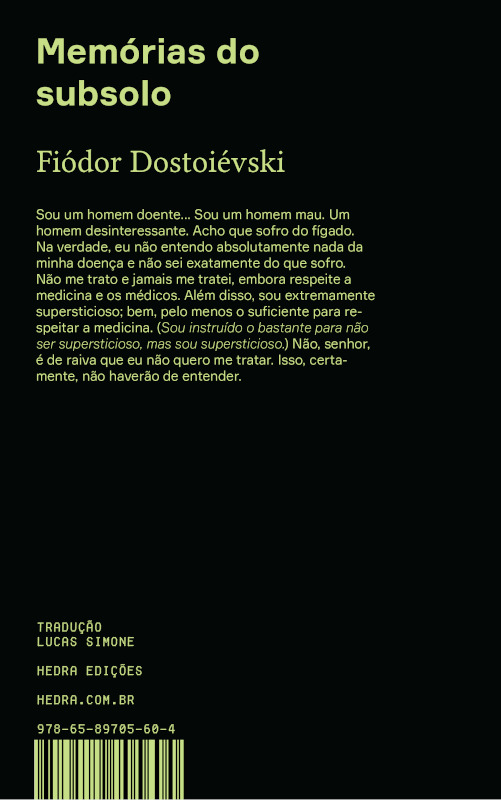 Memórias do
subsolo
Fiódor Dostoiévski
Sou um homem doente... Sou um homem mau. Um
homem desinteressante. Acho que sofro do fígado.
Na verdade, eu não entendo absolutamente nada da
minha doença e não sei exatamente do que sofro.
Não me trato e jamais me tratei, embora respeite a
medicina e os médicos. Além disso, sou extremamente
supersticioso; bem, pelo menos o suficiente para re-
speitar a medicina. (Sou instruído o bastante para não
ser supersticioso, mas sou supersticioso.) Não, senhor,
é de raiva que eu não quero me tratar. Isso, certa-
mente, não haverão de entender.
TRADUÇÃO
LUCAS SIMONE
HEDRA EDIÇÕES
HEDRA.COM.BR
978-65-89705-60-4